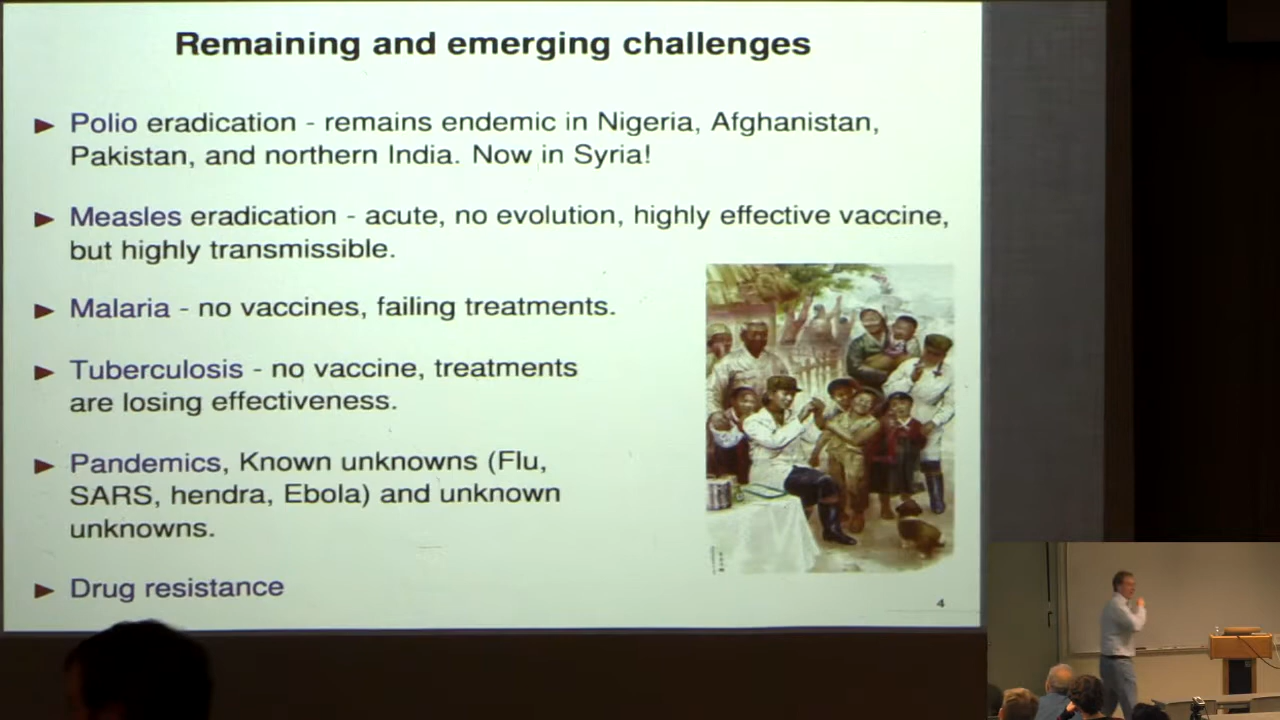 Remaining and emerging challenges
► Polio eradication - remains endemic in Nigeria, Afghanistan,
Pakistan, and northern India. Now in Syria!
► Measles eradication - acute, no evolution, highly effective vaccine,
but highly transmissible.
► Malaria - no vaccines, failing treatments.
► Tuberculosis - no vaccine, treatments
are losing effectiveness.
► Pandemics, Known unknowns (Flu,
SARS, hendra, Ebola) and unknown
unknowns.
► Drug resistance
4